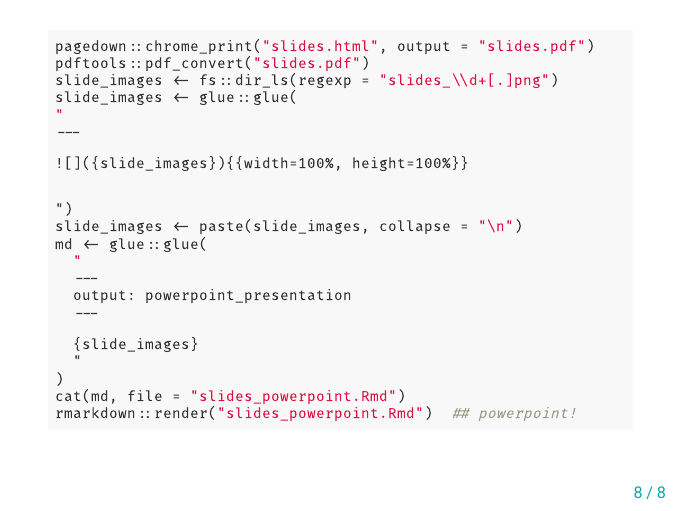 pagedown::chrome_print("slides.html", output = "slides.pdf")
pdftools::pdf_convert("slides.pdf")
slide_images <- fs::dir_ls(regexp = "slides_\\d+[.]png")
slide_images <- glue::glue(
"
---
![]({slide_images}){{width=100%, height=100%}}
")
slide_images <- paste(slide_images, collapse = "\n")
md <- glue::glue(
  "
  ---
  output: powerpoint_presentation
  ---
  {slide_images}
  "
)
cat(md, file = "slides_powerpoint.Rmd")
rmarkdown::render("slides_powerpoint.Rmd")  ## powerpoint!
8 / 8